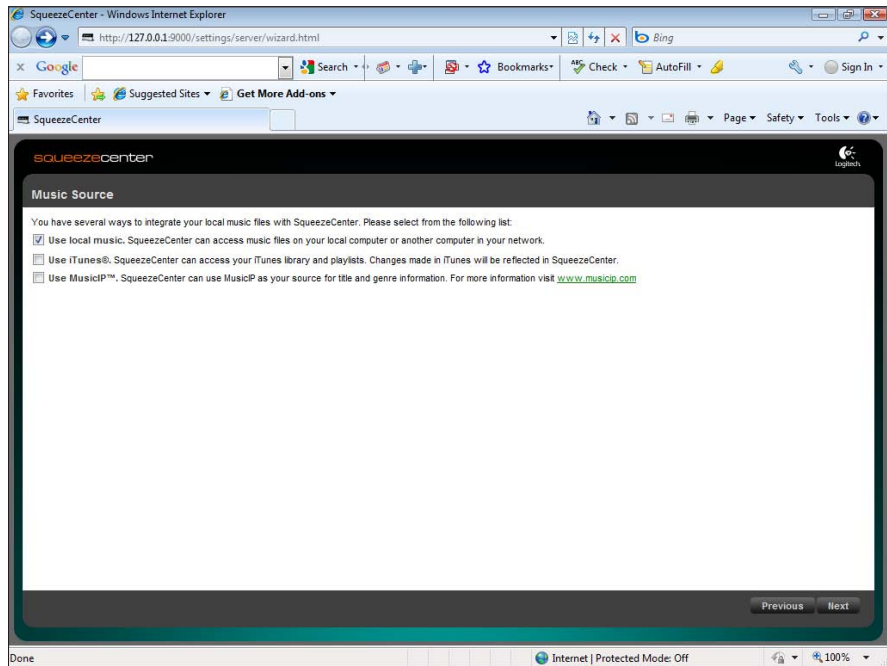 SqueezeCenter - Windows Internet Explorer
http://127.0.0.1:9000/settings/server/wizard.html
Bing
x Google Search Bookmarks ABC Check AutoFill Sign In
Favorites Suggested Sites Get More Add-ons
SqueezeCenter Page Safety Tools
squeezecenter Logitech
Music Source
You have several ways to integrate your local music files with SqueezeCenter. Please select from the following list:
Use local music. SqueezeCenter can access music files on your local computer or another computer in your network.
Use iTunes®. SqueezeCenter can access your iTunes library and playlists. Changes made in iTunes will be reflected in SqueezeCenter.
Use MusicIP™. SqueezeCenter can use MusicIP as your source for title and genre information. For more information visit www.musicip.com
Previous Next
Done Internet | Protected Mode: Off 100%